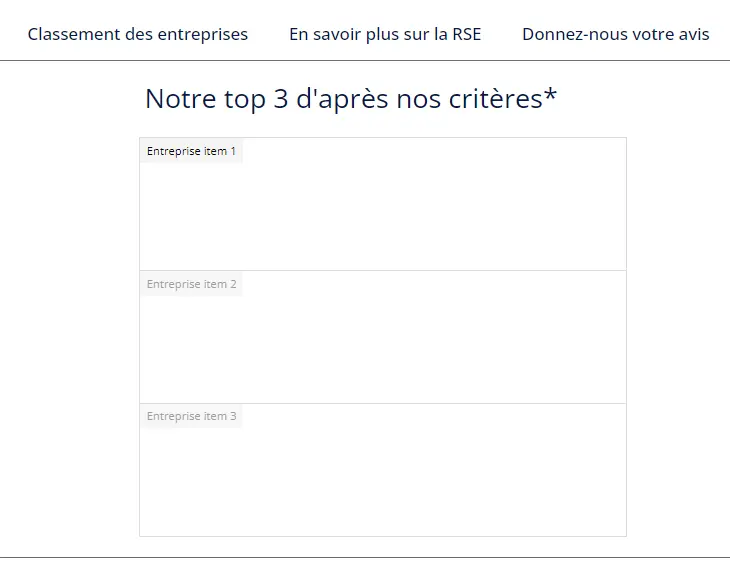 Classement des entreprises En savoir plus sur la RSE Donnez-nous votre avis
Notre top 3 d'après nos critères*
Entreprise item 1
Entreprise item 2
Entreprise item 3